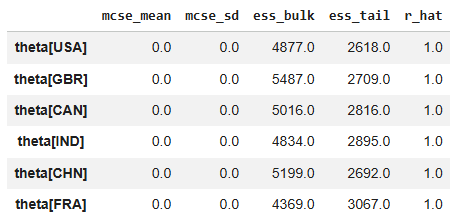 mcse_mean mcse_sd ess_bulk ess_tail r_hat
theta[USA] 0.0 0.0 4877.0 2618.0 1.0
theta[GBR] 0.0 0.0 5487.0 2709.0 1.0
theta[CAN] 0.0 0.0 5016.0 2816.0 1.0
theta[IND] 0.0 0.0 4834.0 2895.0 1.0
theta[CHN] 0.0 0.0 5199.0 2692.0 1.0
theta[FRA] 0.0 0.0 4369.0 3067.0 1.0